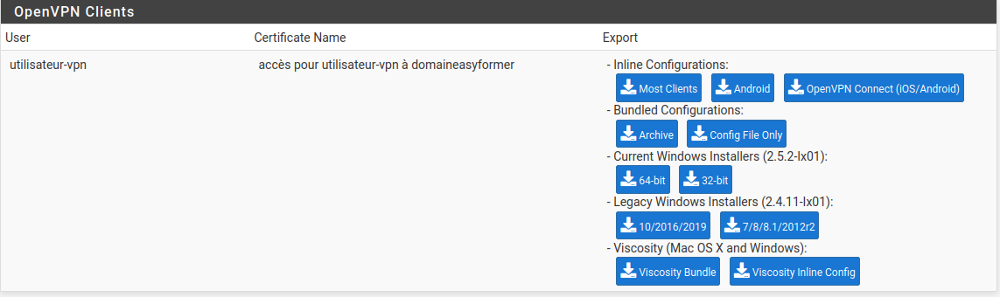 OpenVPN Clients
User Certificate Name Export
utilisateur-vpn accès pour utilisateur-vpn à domaineasyformer - Inline Configurations:
Most Clients Android OpenVPN Connect (iOS/Android)
- Bundled Configurations:
Archive Config File Only
- Current Windows Installers (2.5.2-Ix01):
64-bit 32-bit
- Legacy Windows Installers (2.4.11-Ix01):
10/2016/2019 7/8/8.1/2012r2
- Viscosity (Mac OS X and Windows):
Viscosity Bundle Viscosity Inline Config